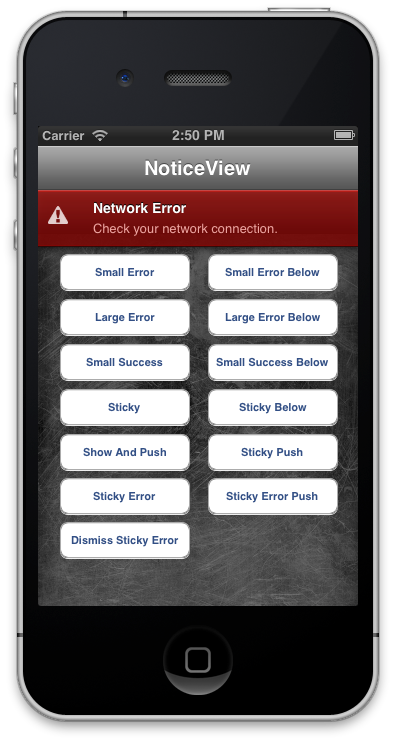 Carrier 2:50 PM
NoticeView
Network Error
Check your network connection.
Small Error Small Error Below
Large Error Large Error Below
Small Success Small Success Below
Sticky Sticky Below
Show And Push Sticky Push
Sticky Error Sticky Error Push
Dismiss Sticky Error